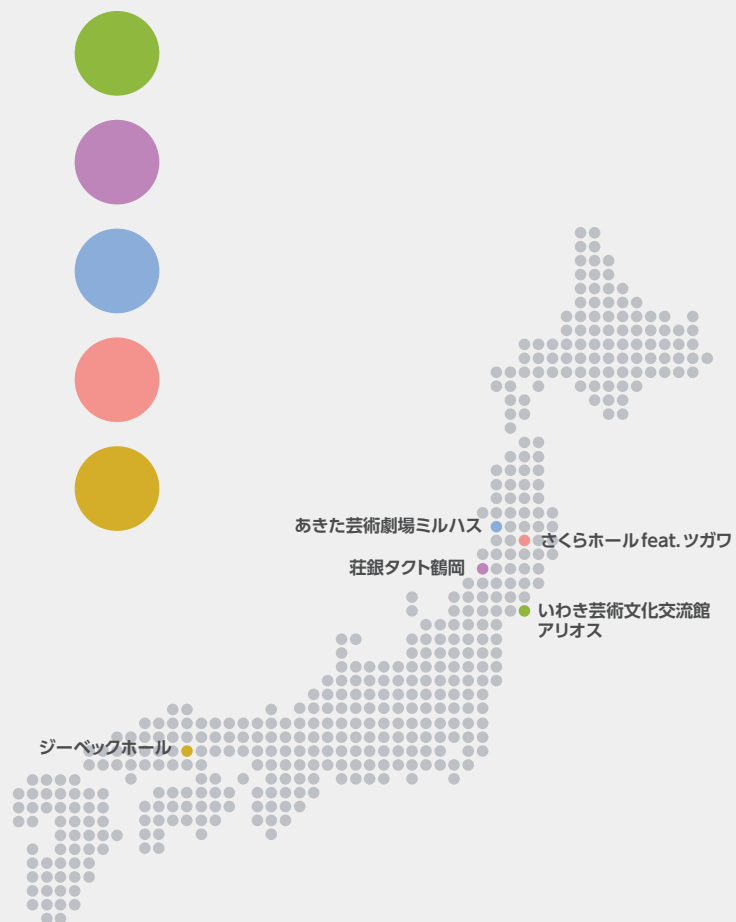 あきた芸術劇場ミルハス
さくらホールfeat.ツガワ
荘銀タクト鶴岡
いわき芸術文化交流館
アリオス
ジーベックホール